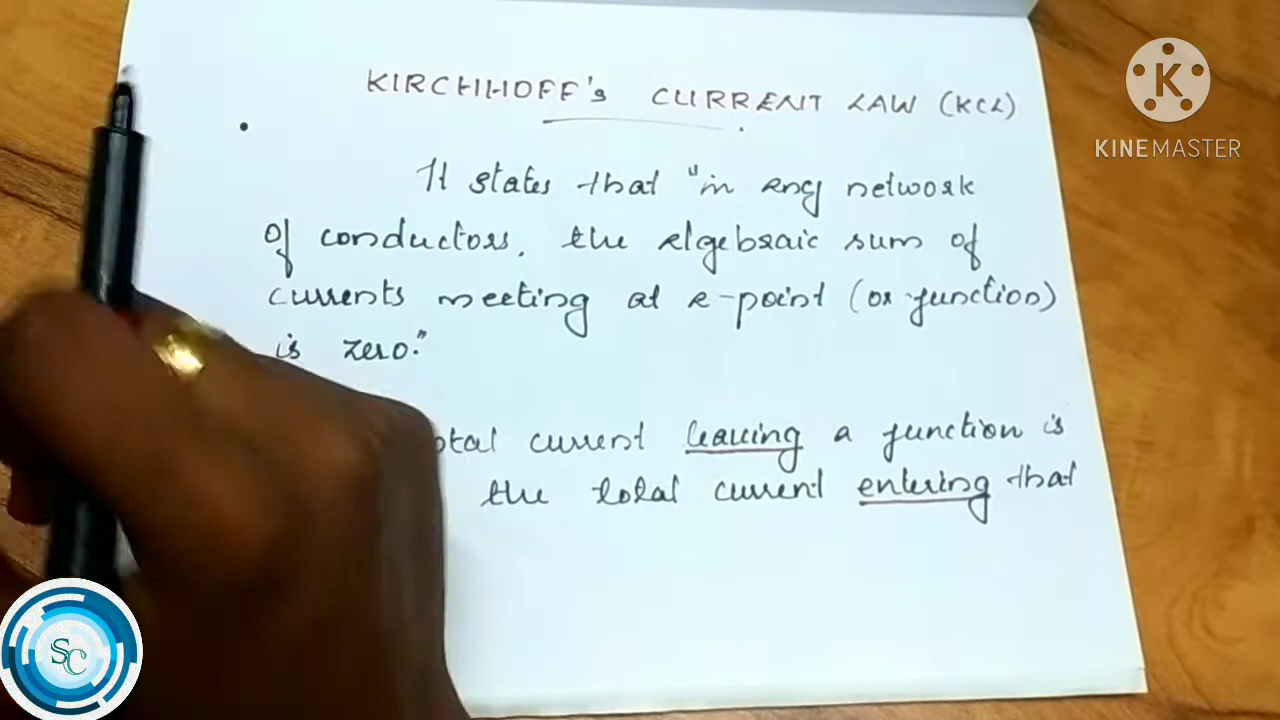 KIRCHHOFF's CURRENT LAW (KCL)
It states that "in any network
of conductors, the algebraic sum of
currents meeting at a point (or junction)
is zero."
total current leaving a junction is
the total current entering that
K
KINEMASTER
SC